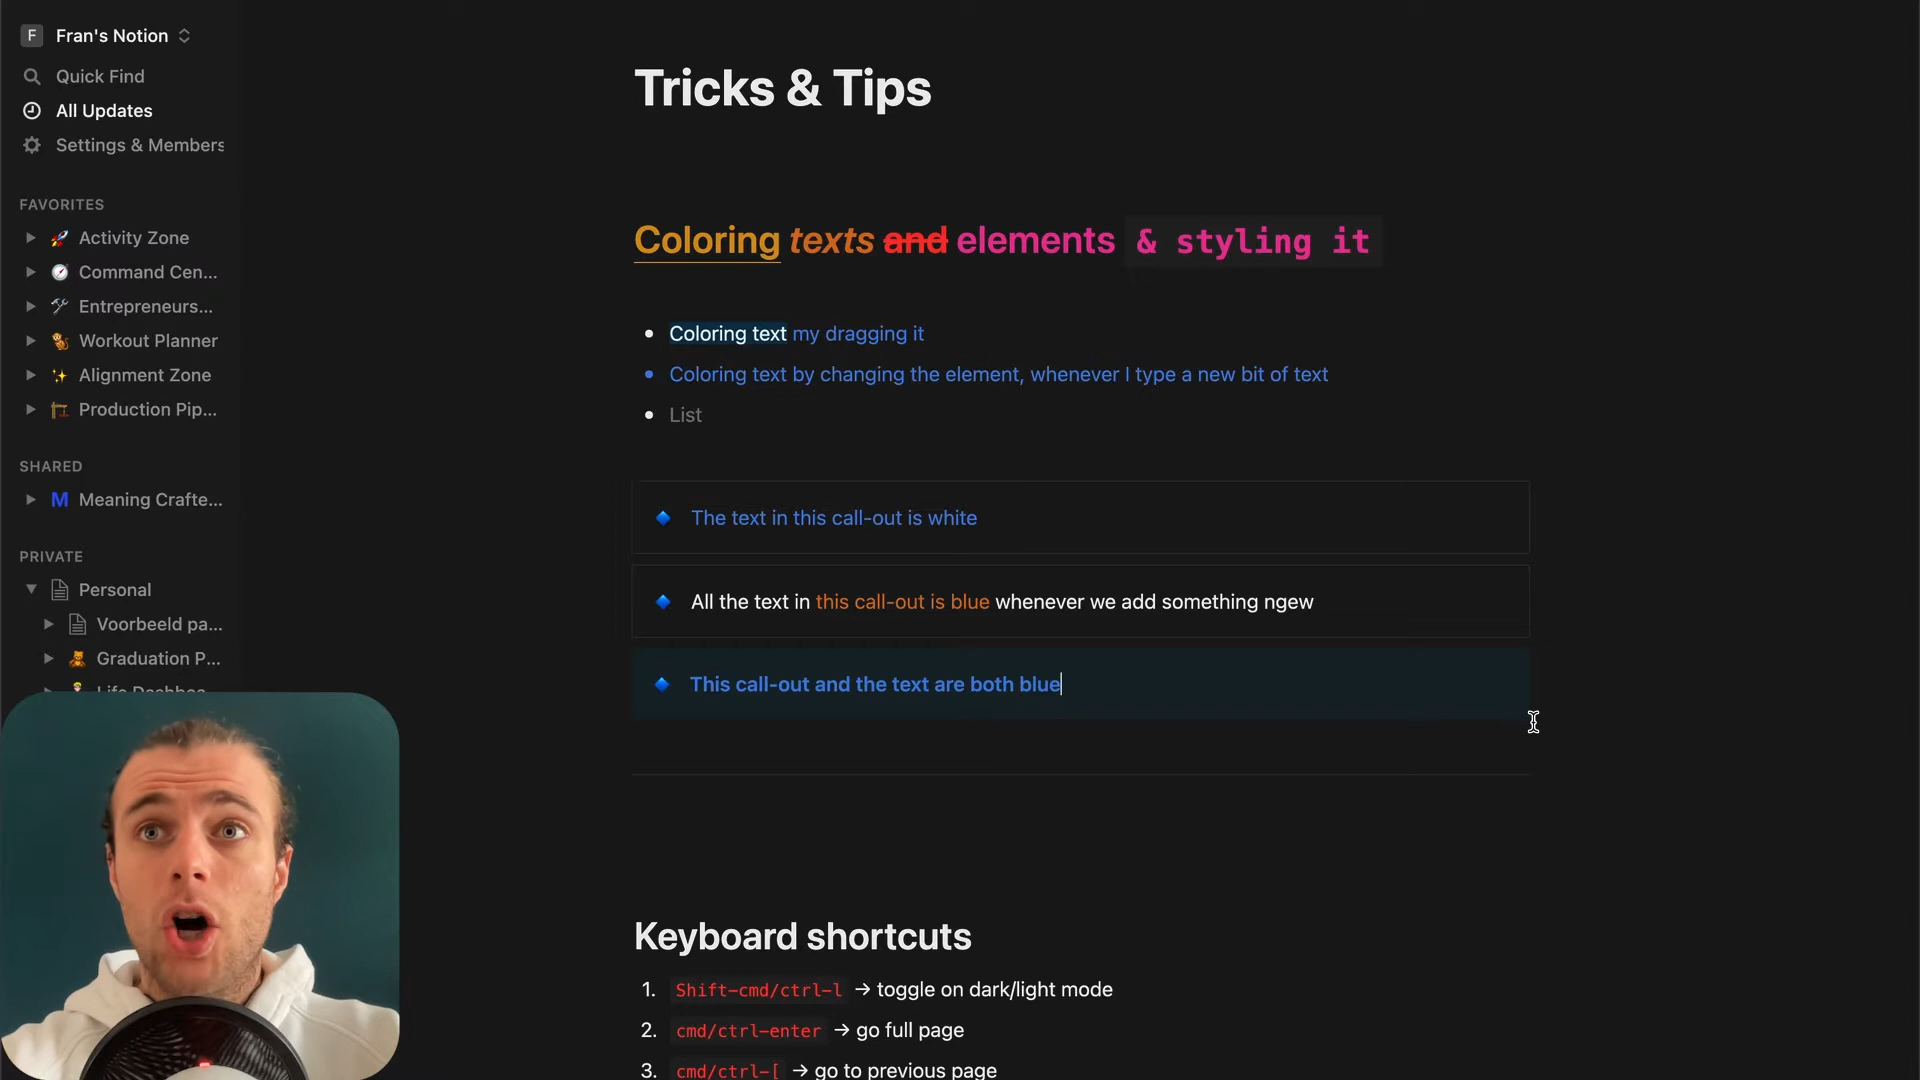 F Fran's Notion
Quick Find
All Updates
Settings & Members
FAVORITES
Activity Zone
Command Cen...
Entrepreneurs...
Workout Planner
Alignment Zone
Production Pip...
SHARED
M Meaning Crafte...
PRIVATE
Personal
Voorbeeld pa...
Graduation P...
Life Dashboa...
Tricks & Tips
Coloring texts and elements & styling it
Coloring text my dragging it
Coloring text by changing the element, whenever I type a new bit of text
List
The text in this call-out is white
All the text in this call-out is blue whenever we add something ngew
This call-out and the text are both blue
Keyboard shortcuts
1. Shift-cmd/ctrl-l → toggle on dark/light mode
2. cmd/ctrl-enter → go full page
3. cmd/ctrl-[ → go to previous page